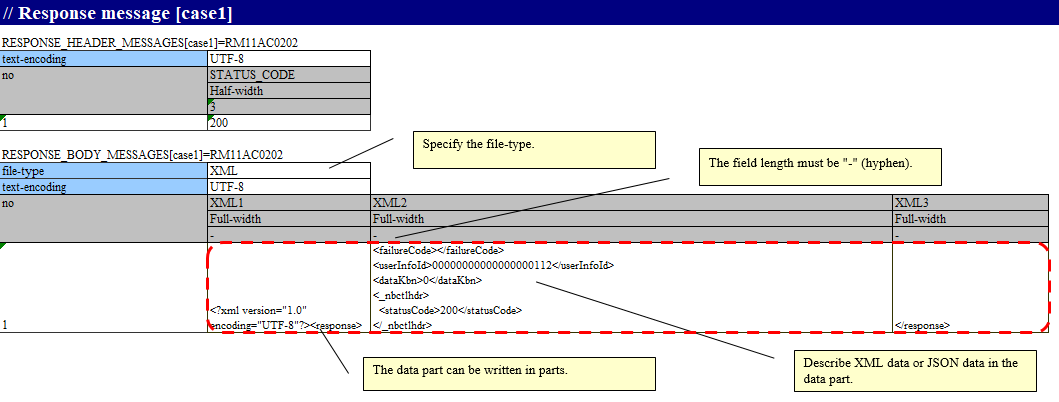 // Response message [case1]
RESPONSE_HEADER_MESSAGES[case1]=RM11AC0202
text-encoding UTF-8
no STATUS_CODE
Half-width
3
1 200
Specify the file-type.
RESPONSE_BODY_MESSAGES[case1]=RM11AC0202
The field length must be "-" (hyphen).
file-type XML
text-encoding UTF-8
no XML1 XML2 XML3
Full-width Full-width Full-width
- - -
<failureCode></failureCode>
<userInfoId>00000000000000000112</userInfoId>
<dataKbn>0</dataKbn>
<_nbctlhdr>
<?xml version="1.0" <statusCode>200</statusCode>
1 encoding="UTF-8"?><response> </_nbctlhdr> </response>
The data part can be written in parts.
Describe XML data or JSON data in the
data part.